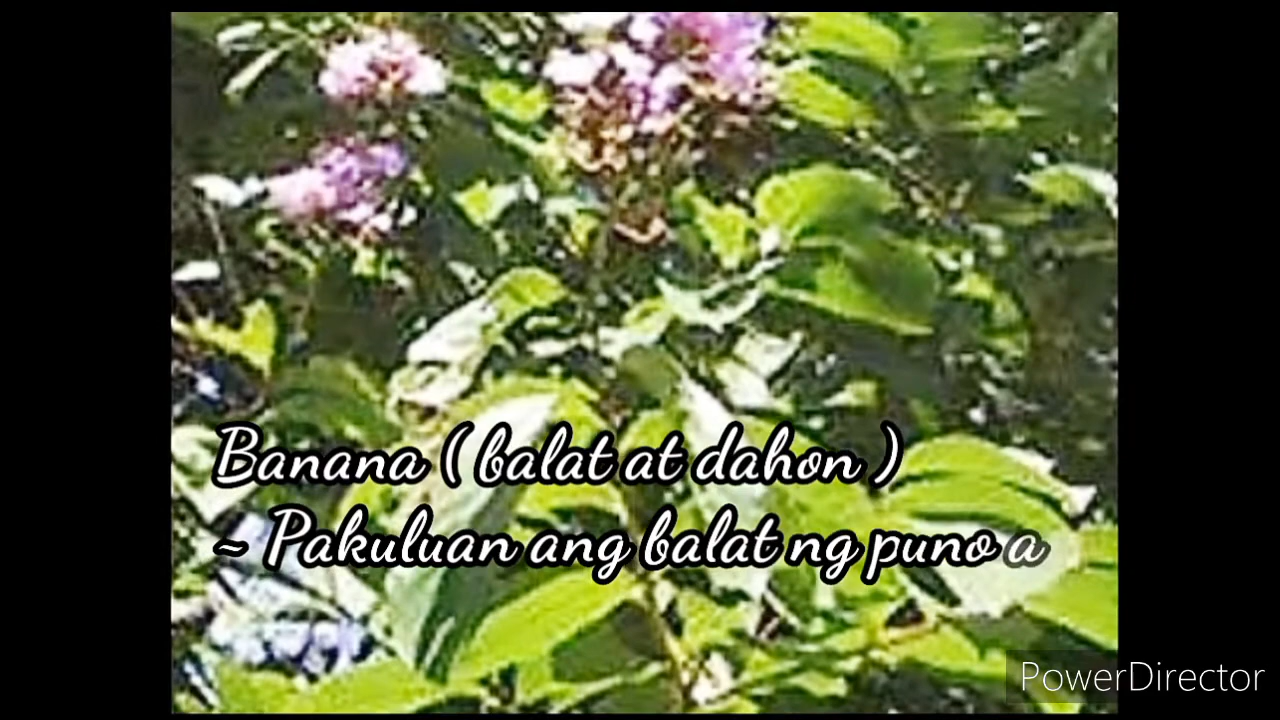 Banana ( balat at dahon )
~ Pakuluan ang balat ng puno a
PowerDirector